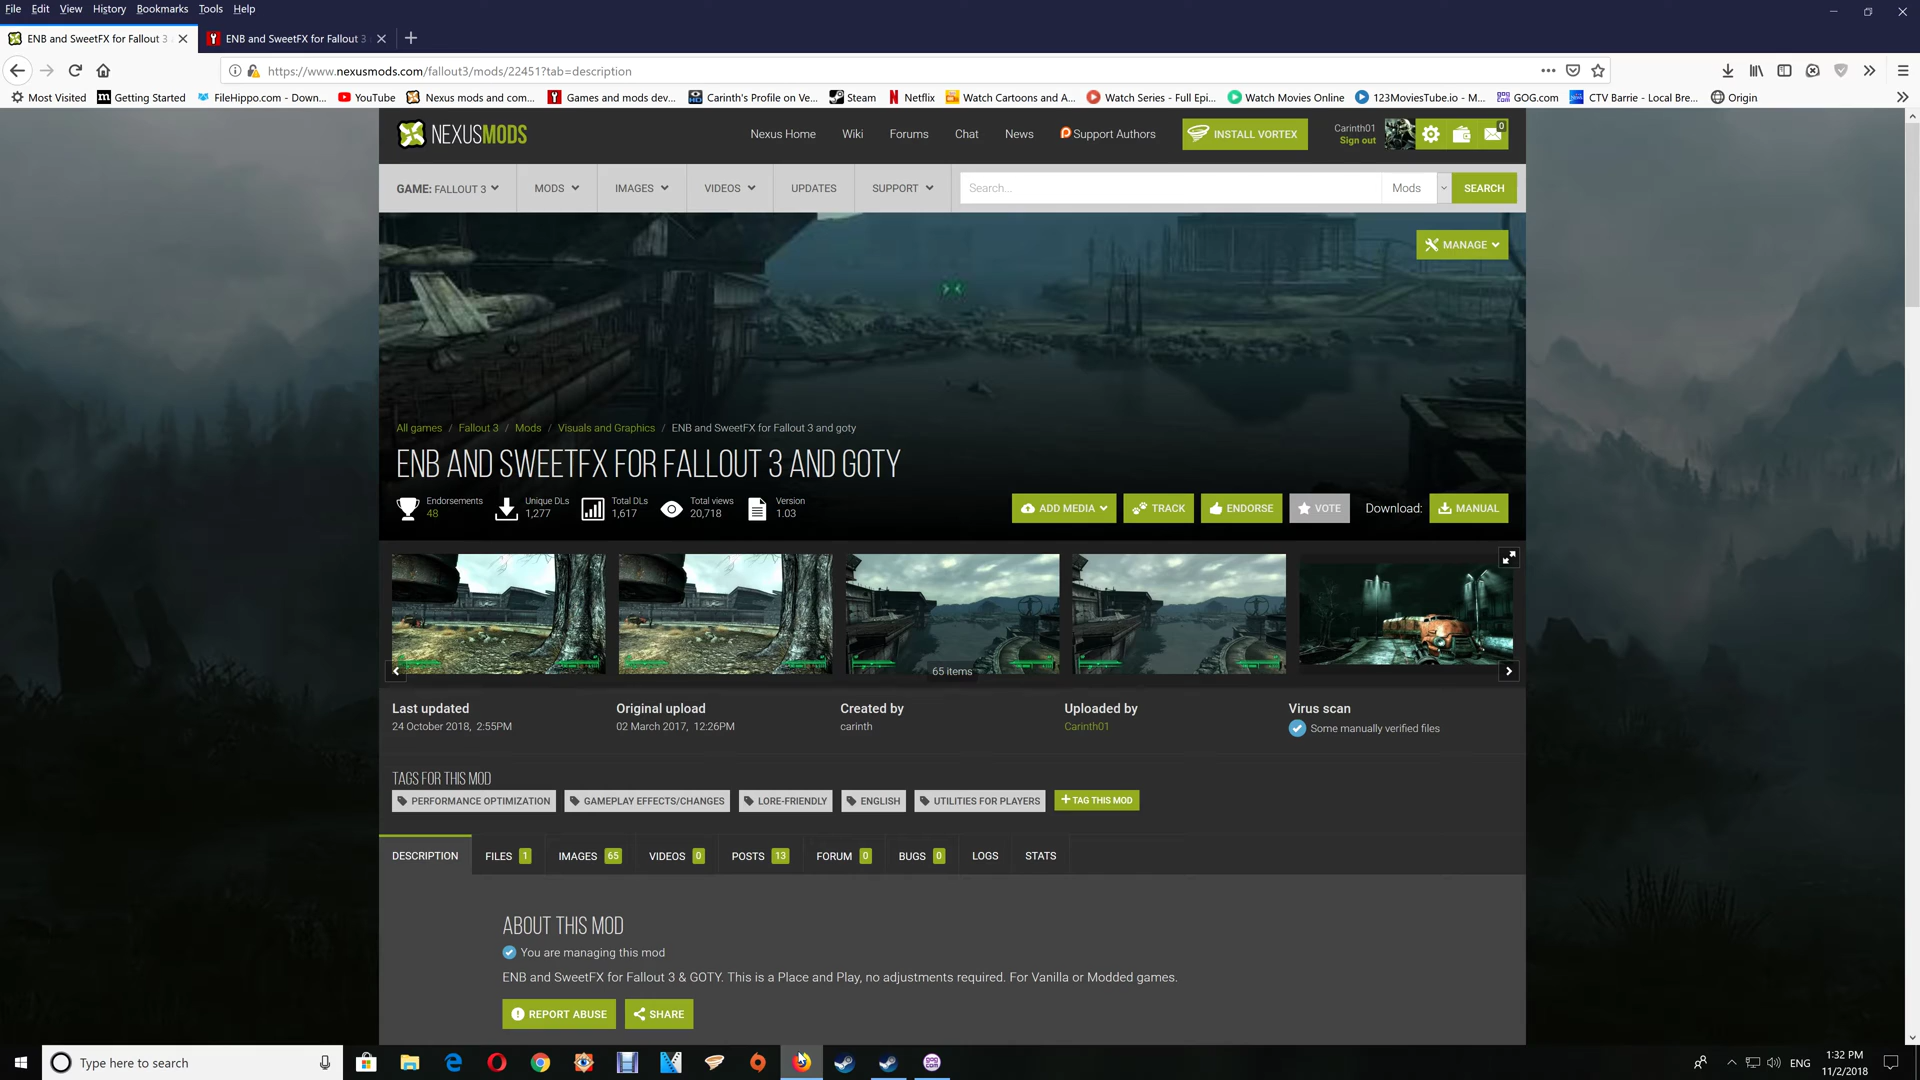 File Edit View History Bookmarks Tools Help
ENB and SweetFX for Fallout 3 ENB and SweetFX for Fallout 3
https://www.nexusmods.com/fallout3/mods/22451?tab=description
Most Visited Getting Started FileHippo.com - Down... YouTube Nexus mods and com... Games and mods dev... Carinth's Profile on Ve... Steam Netflix Watch Cartoons and A... Watch Series - Full Epi... Watch Movies Online 123MoviesTube.io - M... GOG.com CTV Barrie - Local Bre... Origin
NEXUSMODS Nexus Home Wiki Forums Chat News Support Authors INSTALL VORTEX Carinth01 0
Sign out
GAME: FALLOUT 3 MODS IMAGES VIDEOS UPDATES SUPPORT Search... Mods SEARCH
MANAGE
All games / Fallout 3 / Mods / Visuals and Graphics / ENB and SweetFX for Fallout 3 and goty
ENB AND SWEETFX FOR FALLOUT 3 AND GOTY
Endorsements Unique DLs Total DLs Total views Version
48 1,277 1,617 20,718 1.03
ADD MEDIA TRACK ENDORSE VOTE Download: MANUAL
65 items
Last updated Original upload Created by Uploaded by Virus scan
24 October 2018, 2:55PM 02 March 2017, 12:26PM carinth Carinth01 Some manually verified files
TAGS FOR THIS MOD
PERFORMANCE OPTIMIZATION GAMEPLAY EFFECTS/CHANGES LORE-FRIENDLY ENGLISH UTILITIES FOR PLAYERS + TAG THIS MOD
DESCRIPTION FILES 1 IMAGES 65 VIDEOS 0 POSTS 13 FORUM 0 BUGS 0 LOGS STATS
ABOUT THIS MOD
You are managing this mod
ENB and SweetFX for Fallout 3 & GOTY. This is a Place and Play, no adjustments required. For Vanilla or Modded games.
REPORT ABUSE SHARE
Type here to search ENG 1:32 PM
11/2/2018